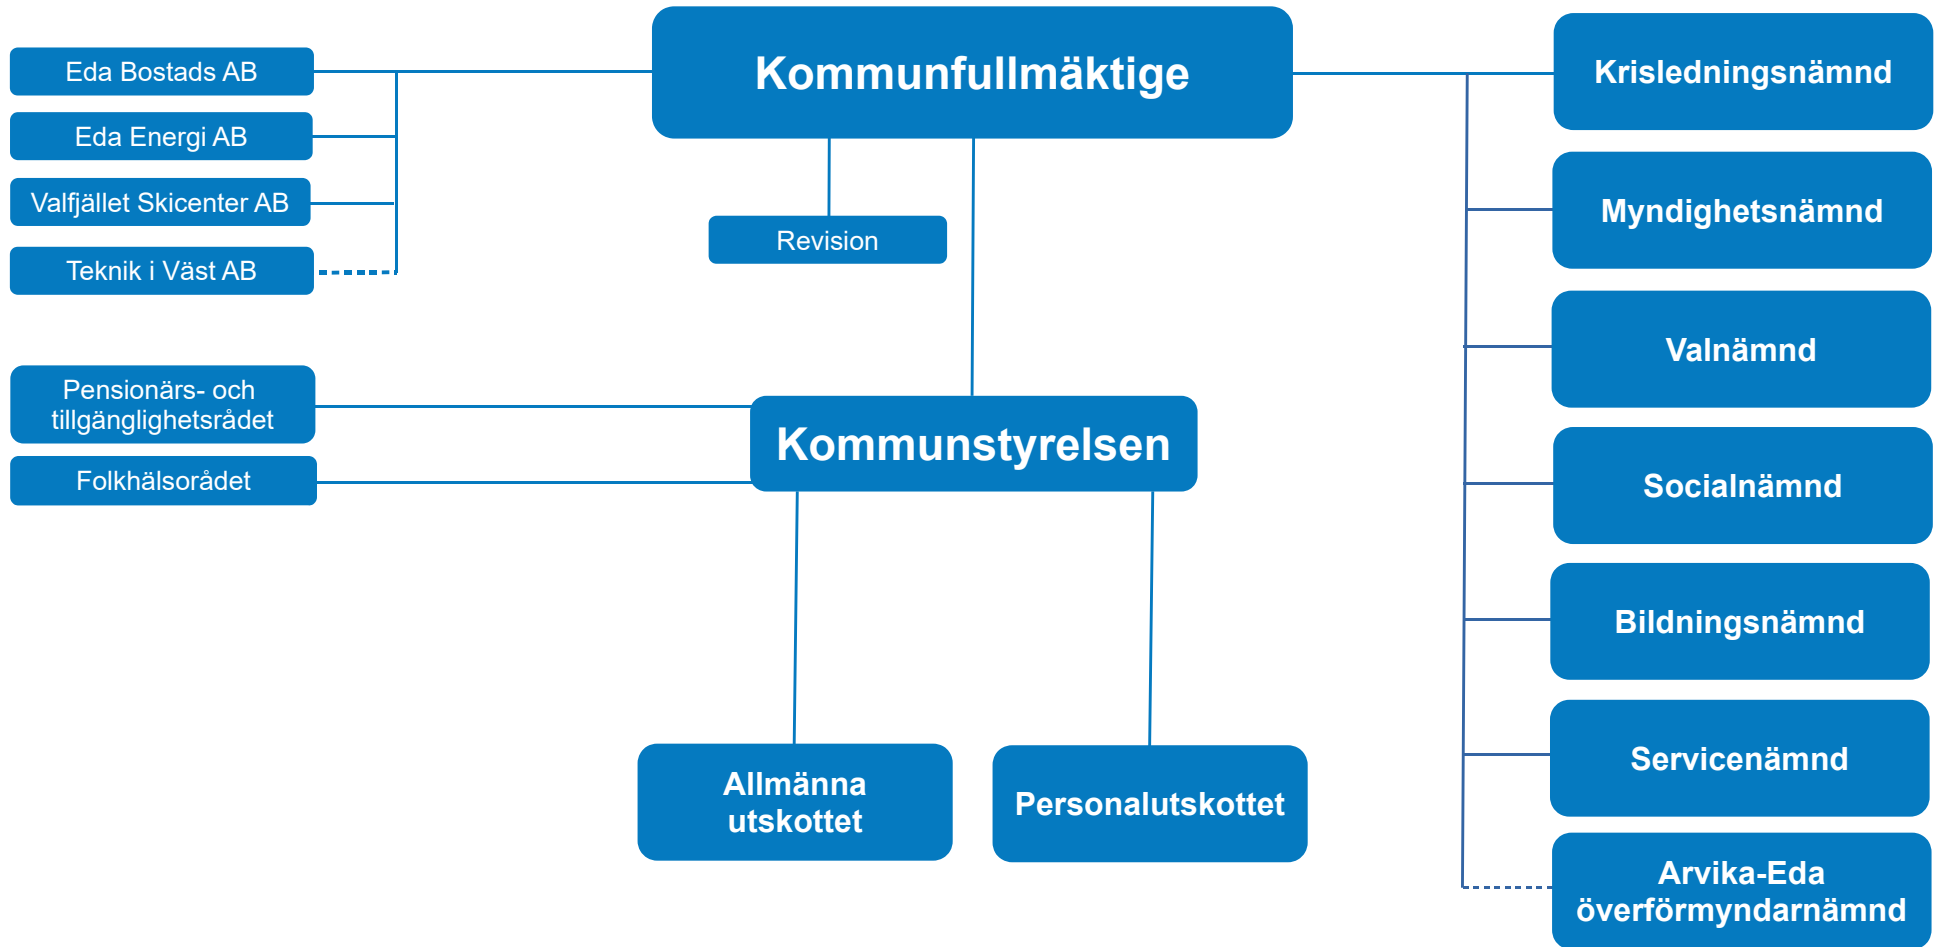 Kommunfullmäktige
Eda Bostads AB
Eda Energi AB
Valfjället Skicenter AB
Teknik i Väst AB
Revision
Pensionärs- och
tillgänglighetsrådet
Folkhälsorådet
Kommunstyrelsen
Allmänna
utskottet
Personalutskottet
Krisledningsnämnd
Myndighetsnämnd
Valnämnd
Socialnämnd
Bildningsnämnd
Servicenämnd
Arvika-Eda
överförmyndarnämnd